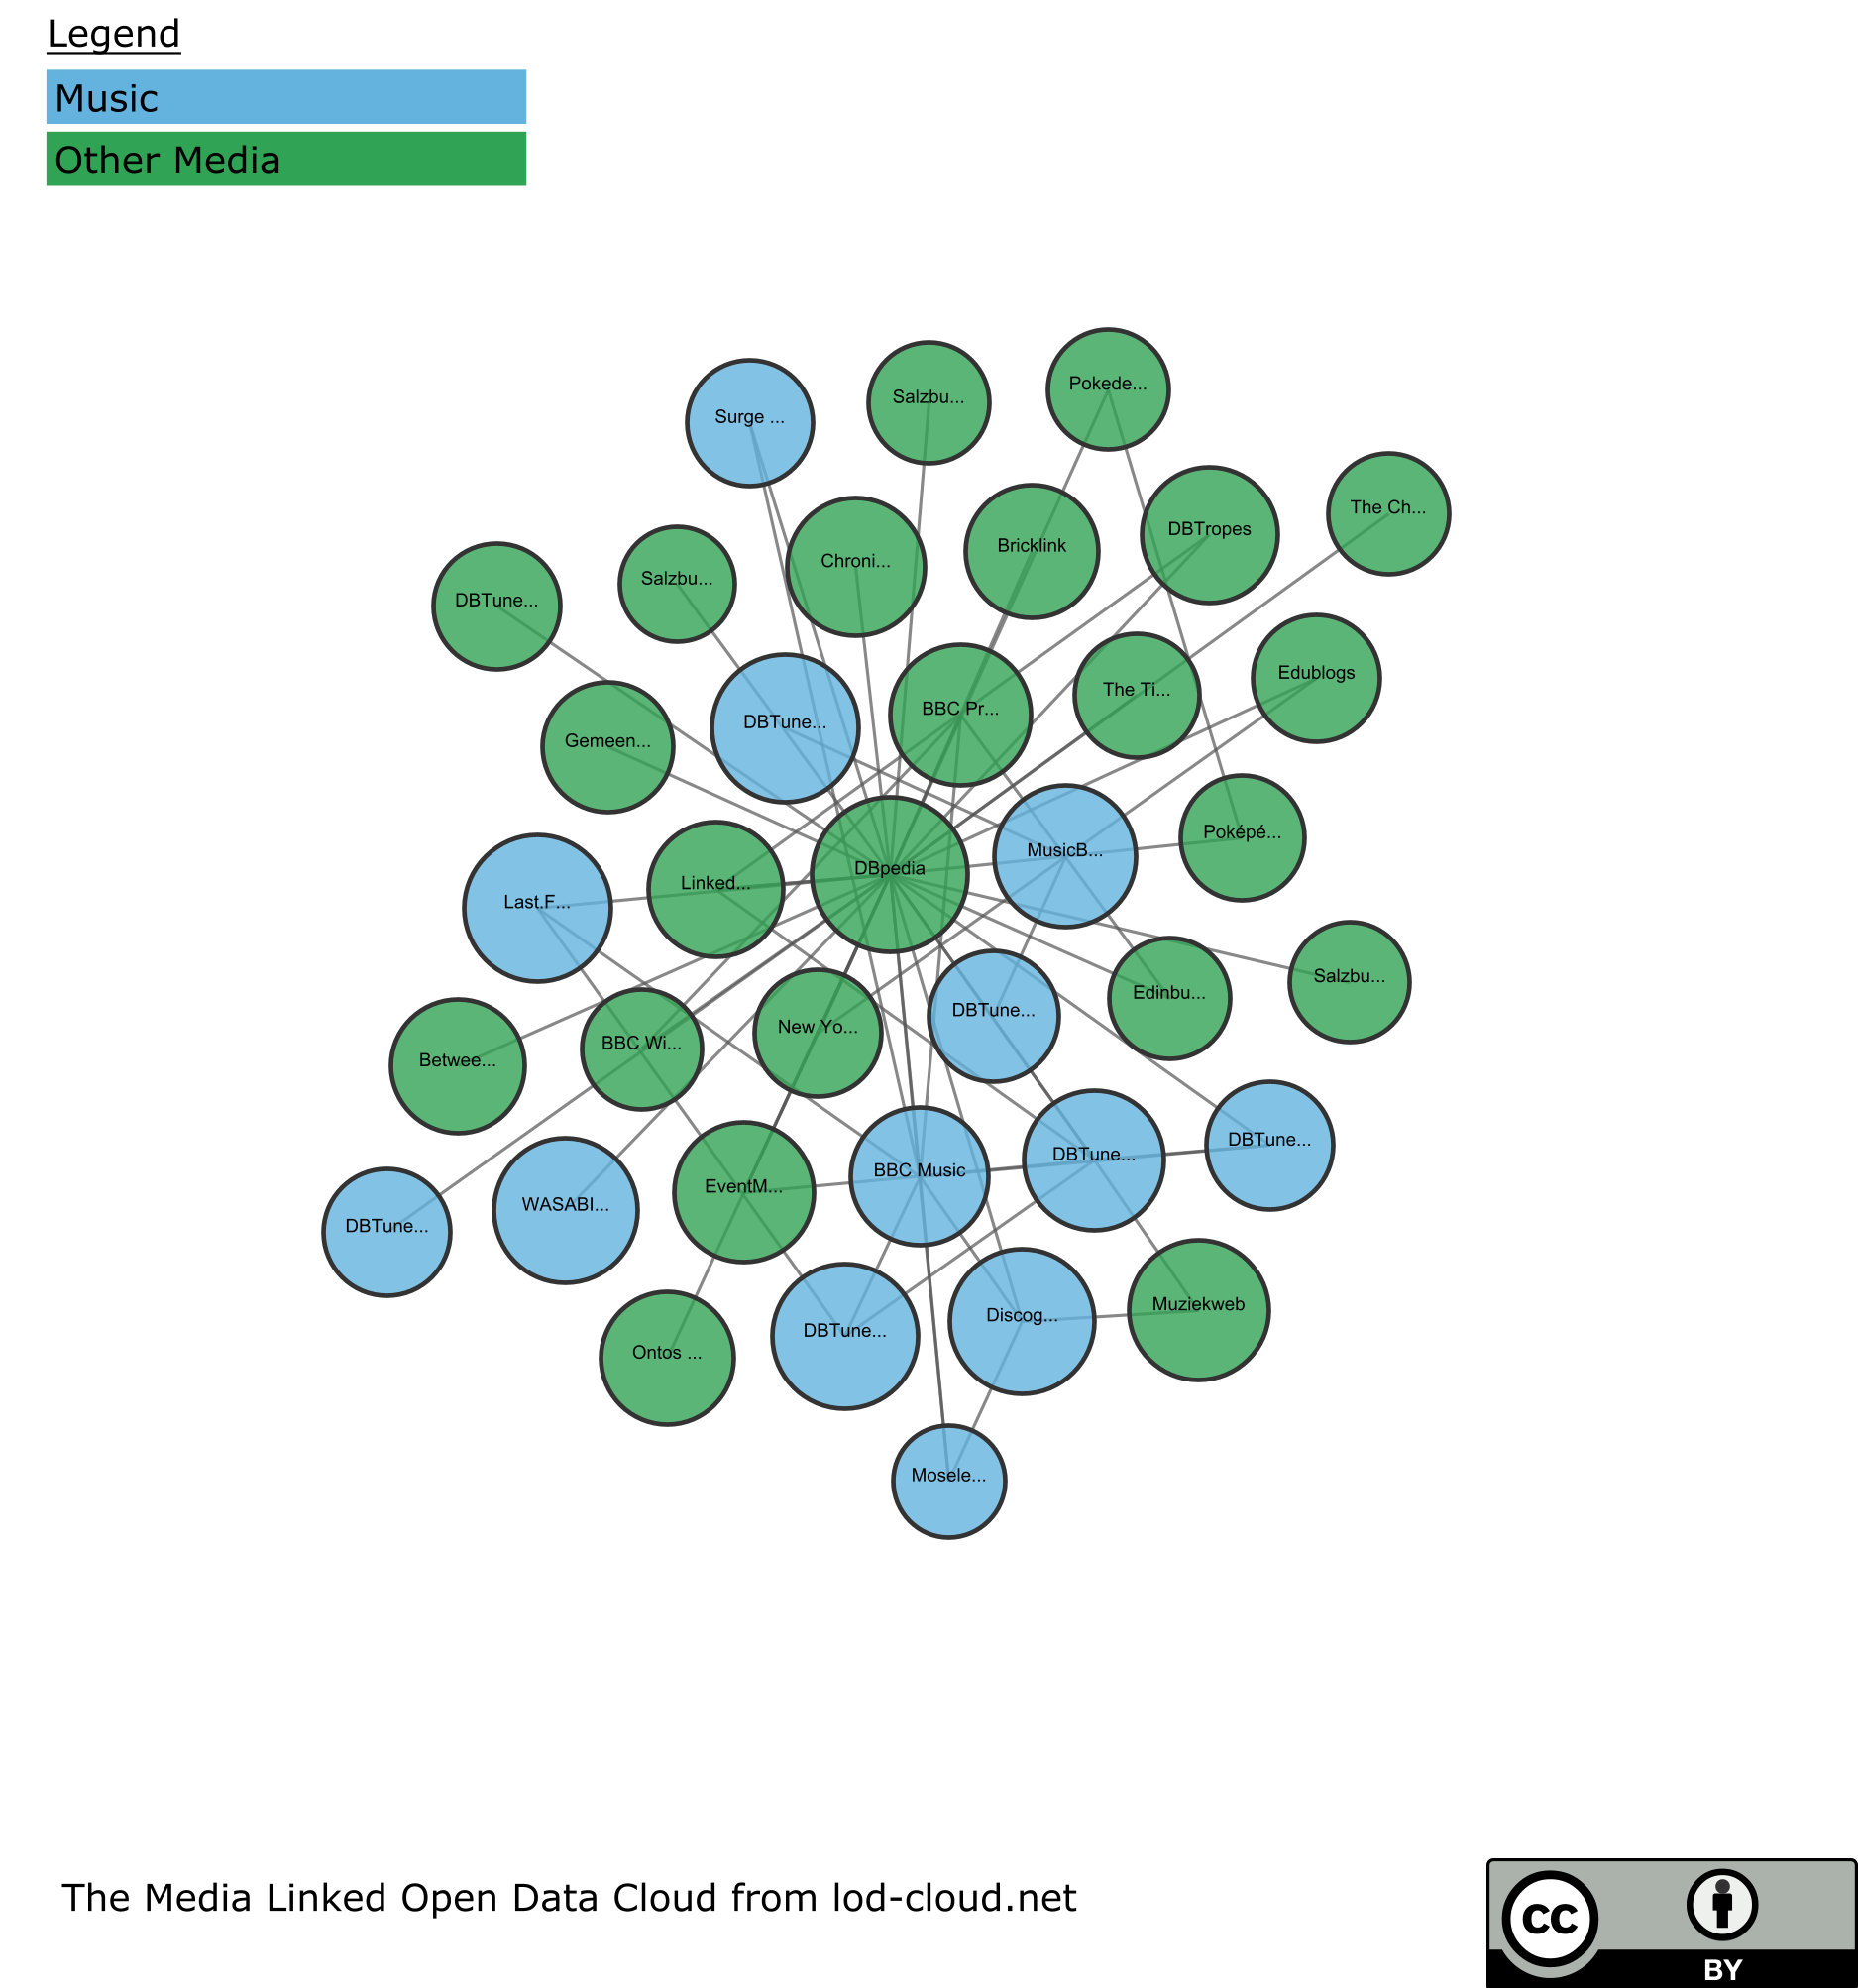 Legend
Music
Other Media
Pokede...
Salzbu...
Surge ...
The Ch...
DBTropes
Bricklink
Chroni...
Salzbu...
DBTune...
Edublogs
The Ti...
BBC Pr...
DBTune...
Gemeen...
Poképé...
MusicB...
DBpedia
Linked...
Last.F...
Salzbu...
Edinbu...
DBTune...
New Yo...
BBC Wi...
Betwee...
DBTune...
DBTune...
BBC Music
EventM...
WASABI...
DBTune...
Muziekweb
Discog...
DBTune...
Ontos ...
Mosele...
The Media Linked Open Data Cloud from lod-cloud.net
cc
BY